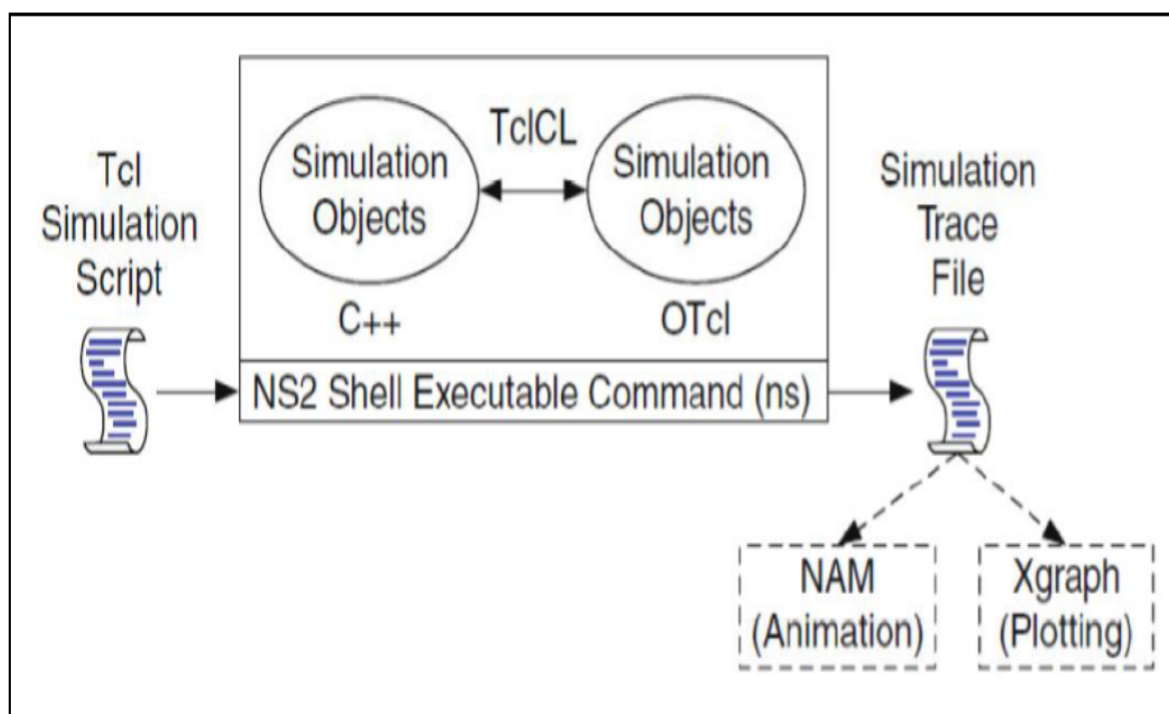 Tcl
Simulation
Script
Simulation
Objects
C++
TclCL
Simulation
Objects
OTcl
NS2 Shell Executable Command (ns)
Simulation
Trace
File
NAM
(Animation)
Xgraph
(Plotting)